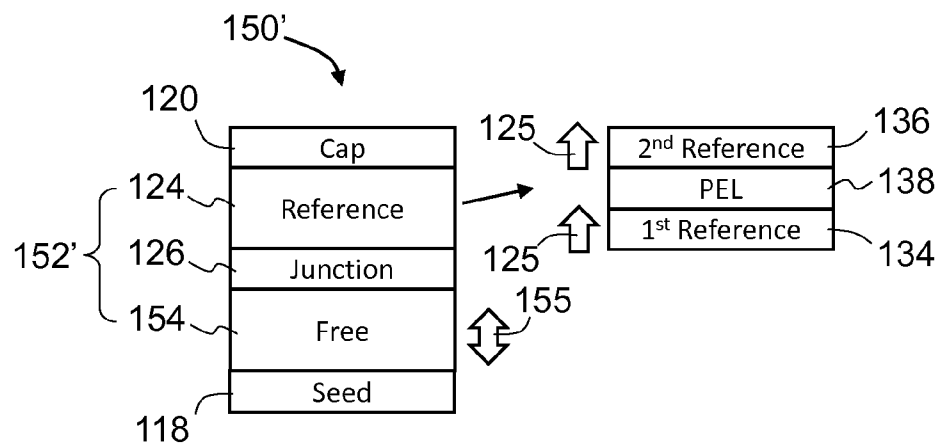 150'
120
Cap
124
Reference
152'
126
Junction
154
Free
155
118
Seed
125
2nd Reference
136
PEL
138
125
1st Reference
134